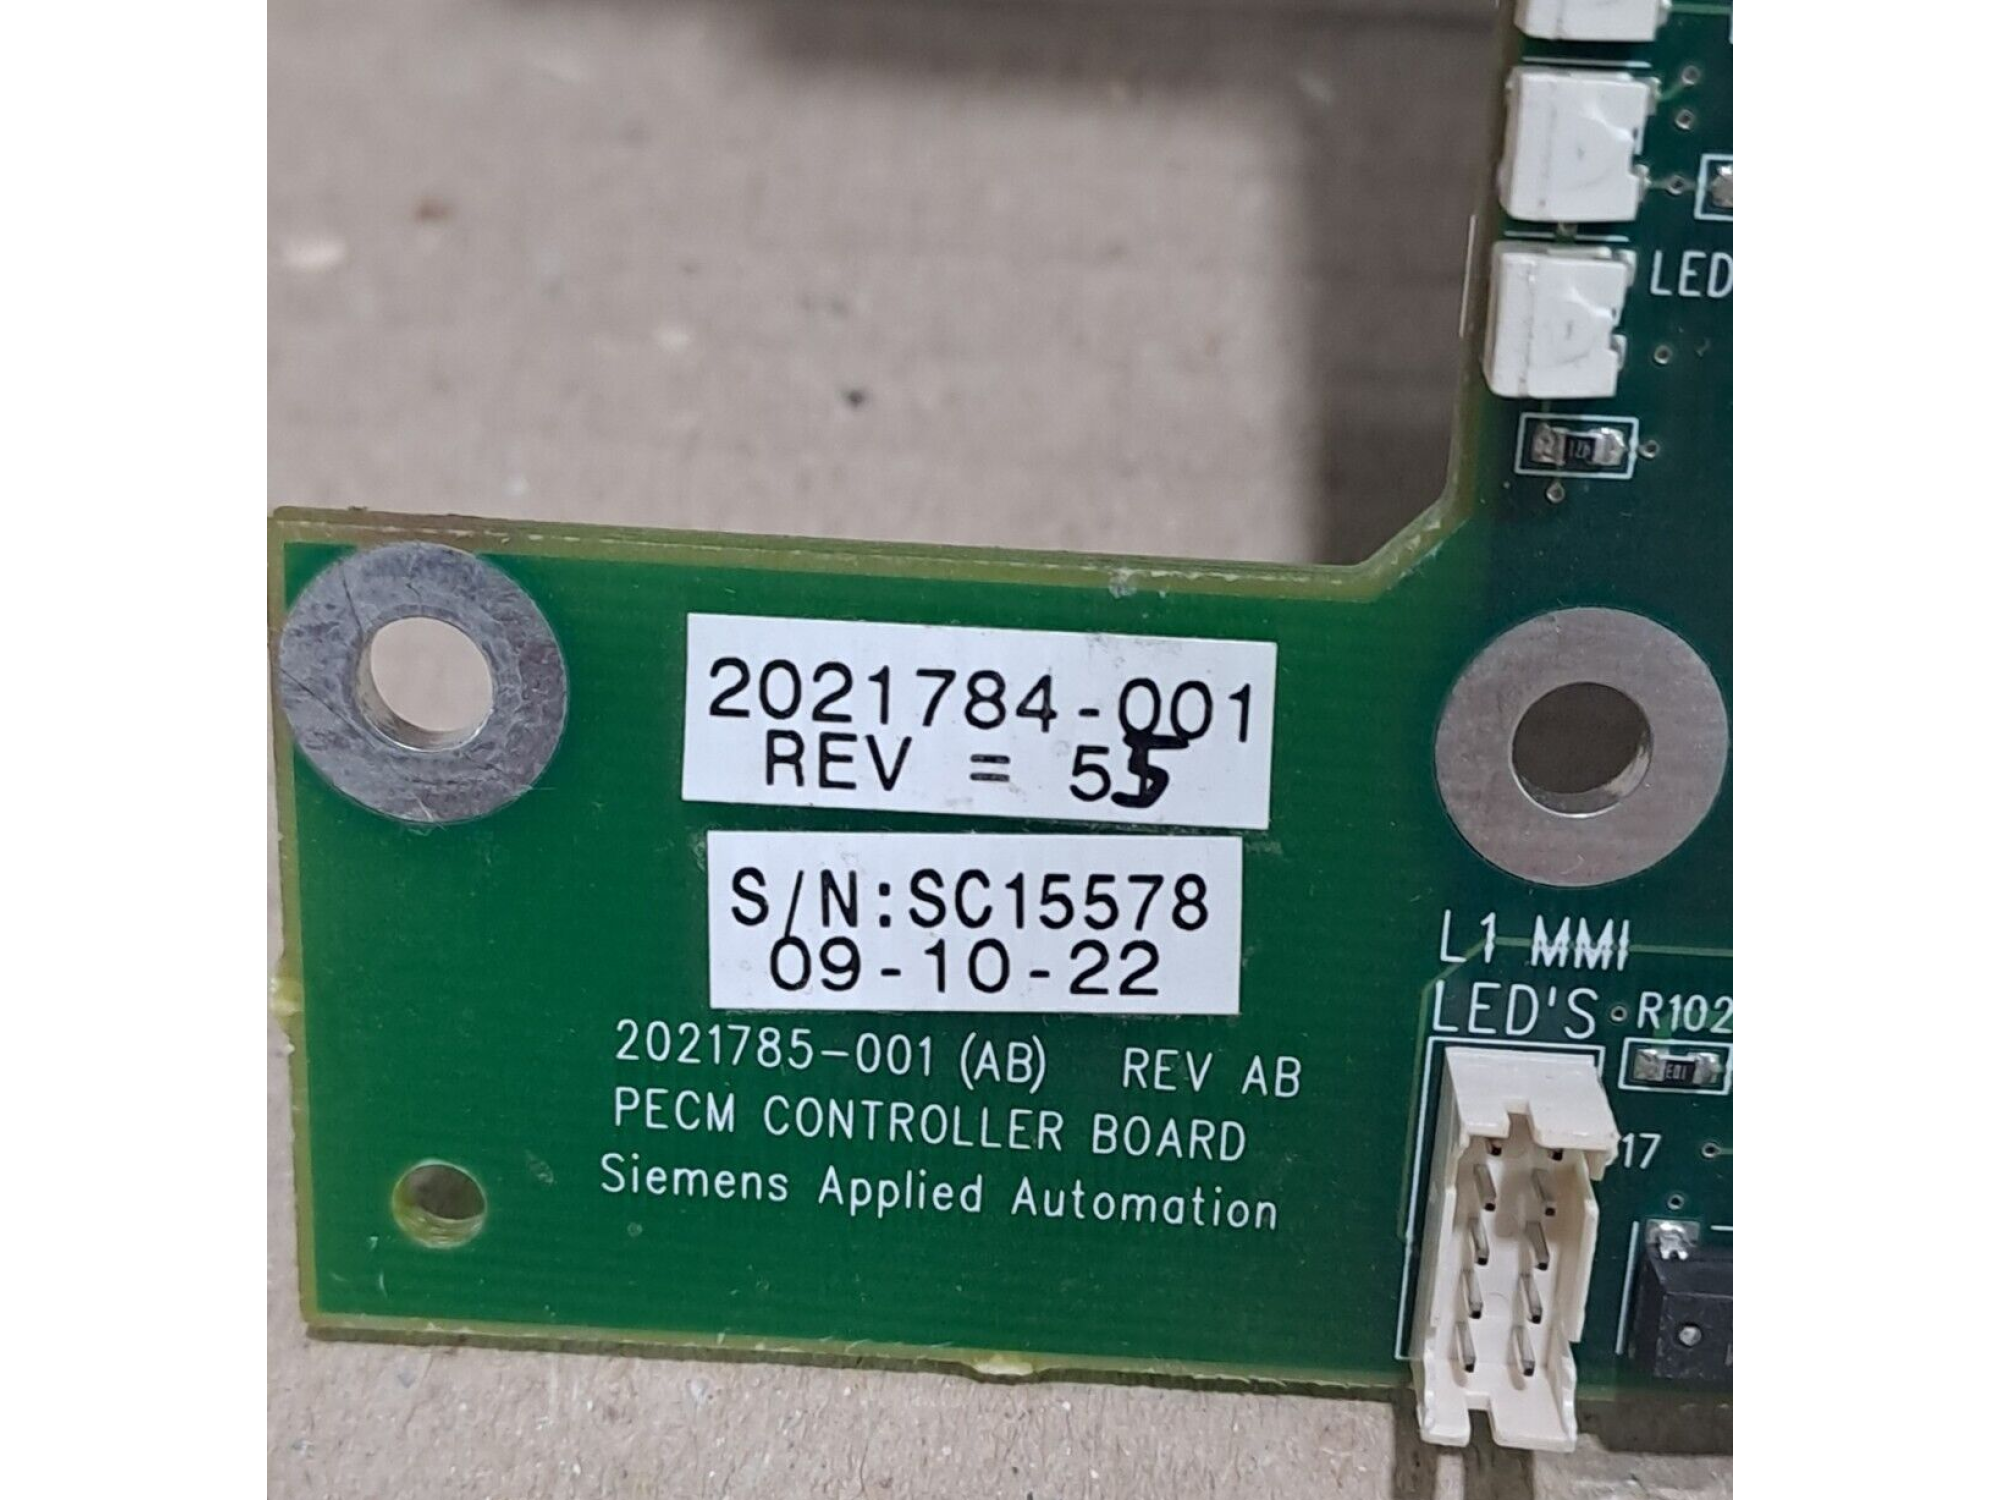 LED
2021784-001
REV = 55
S/N:SC15578
09-10-22
2021785-001 (AB) REV AB
PECM CONTROLLER BOARD
Siemens Applied Automation
L1 MMI
LED'S
R102
17
121